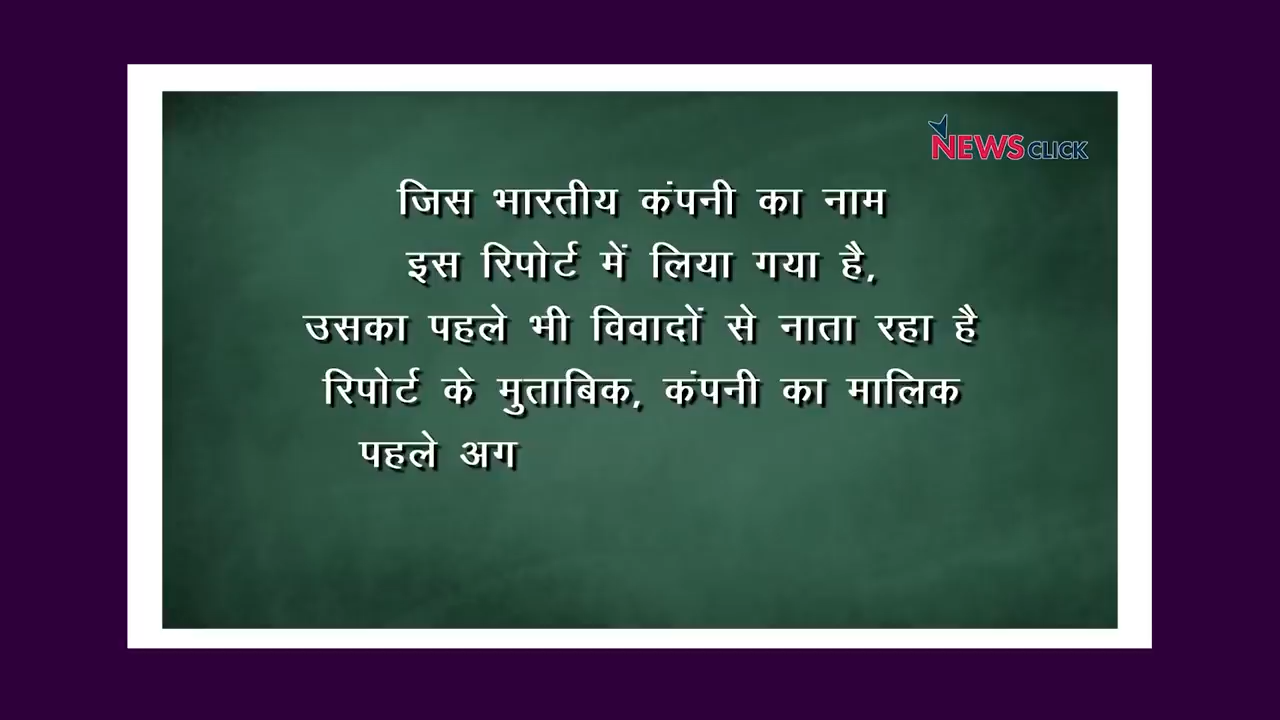 NEWSCLICK
जिस भारतीय कंपनी का नाम
इस रिपोर्ट में लिया गया है,
उसका पहले भी विवादों से नाता रहा है
रिपोर्ट के मुताबिक, कंपनी का मालिक
पहले अग